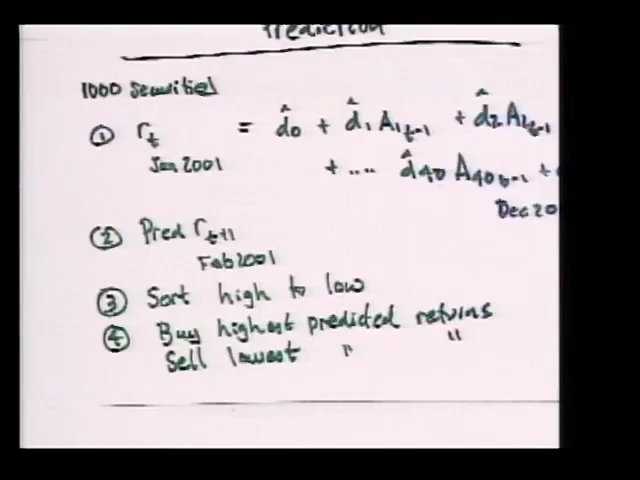 Prediction
1000 securities
① r_t = d̂0 + d̂1 A1t-1 + d̂2 A2t-1
Jan 2001 + .... d̂40 A40t-1 +
Dec 20
② Pred r_t+1
Feb 2001
③ Sort high to low
④ Buy highest predicted returns
Sell lowest " "